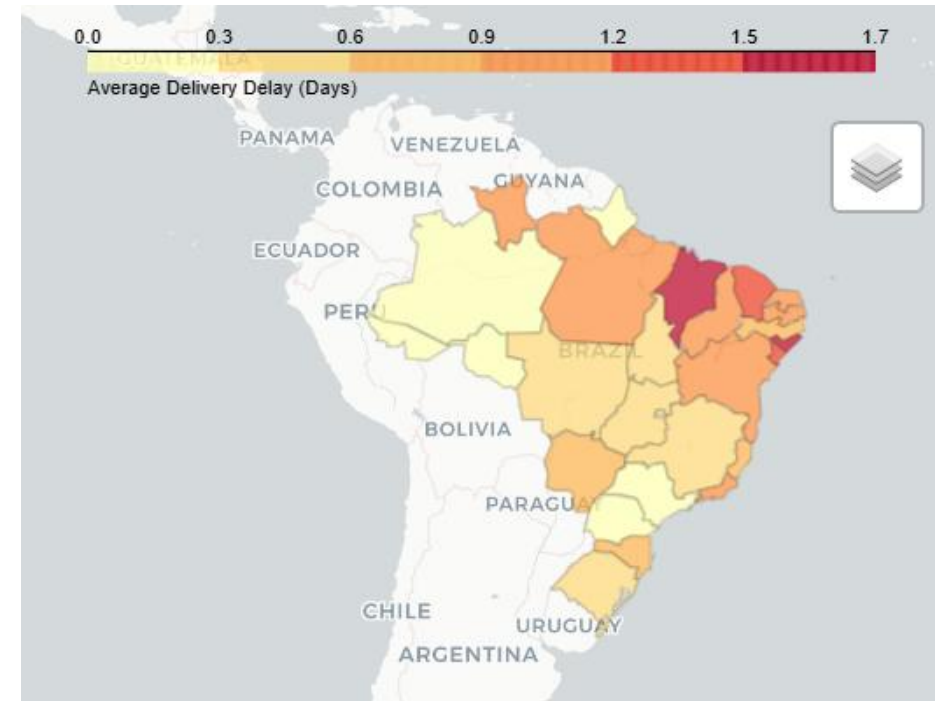 0.0 0.3 0.6 0.9 1.2 1.5 1.7
GUATEMALA
Average Delivery Delay (Days)
PANAMA
VENEZUELA
GUYANA
COLOMBIA
ECUADOR
PERU
BRAZIL
BOLIVIA
PARAGUAY
CHILE
URUGUAY
ARGENTINA